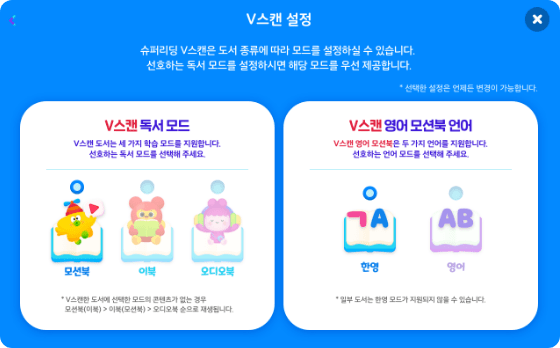 V스캔 설정
슈퍼리딩 V스캔은 도서 종류에 따라 모드를 설정하실 수 있습니다.
선호하는 독서 모드를 설정하시면 해당 모드를 우선 제공합니다.
* 선택한 설정은 언제든 변경이 가능합니다.
V스캔 독서 모드
V스캔 도서는 세 가지 학습 모드를 지원합니다.
선호하는 독서 모드를 선택해 주세요.
모션북
이북
오디오북
* V스캔한 도서에 선택한 모드의 콘텐츠가 없는 경우
모션북(이북) > 이북(모션북) > 오디오북 순으로 재생됩니다.
V스캔 영어 모션북 언어
V스캔 영어 모션북은 두 가지 언어를 지원합니다.
선호하는 언어 모드를 선택해 주세요.
ㄱA
AB
한영
영어
* 일부 도서는 한영 모드가 지원되지 않을 수 있습니다.